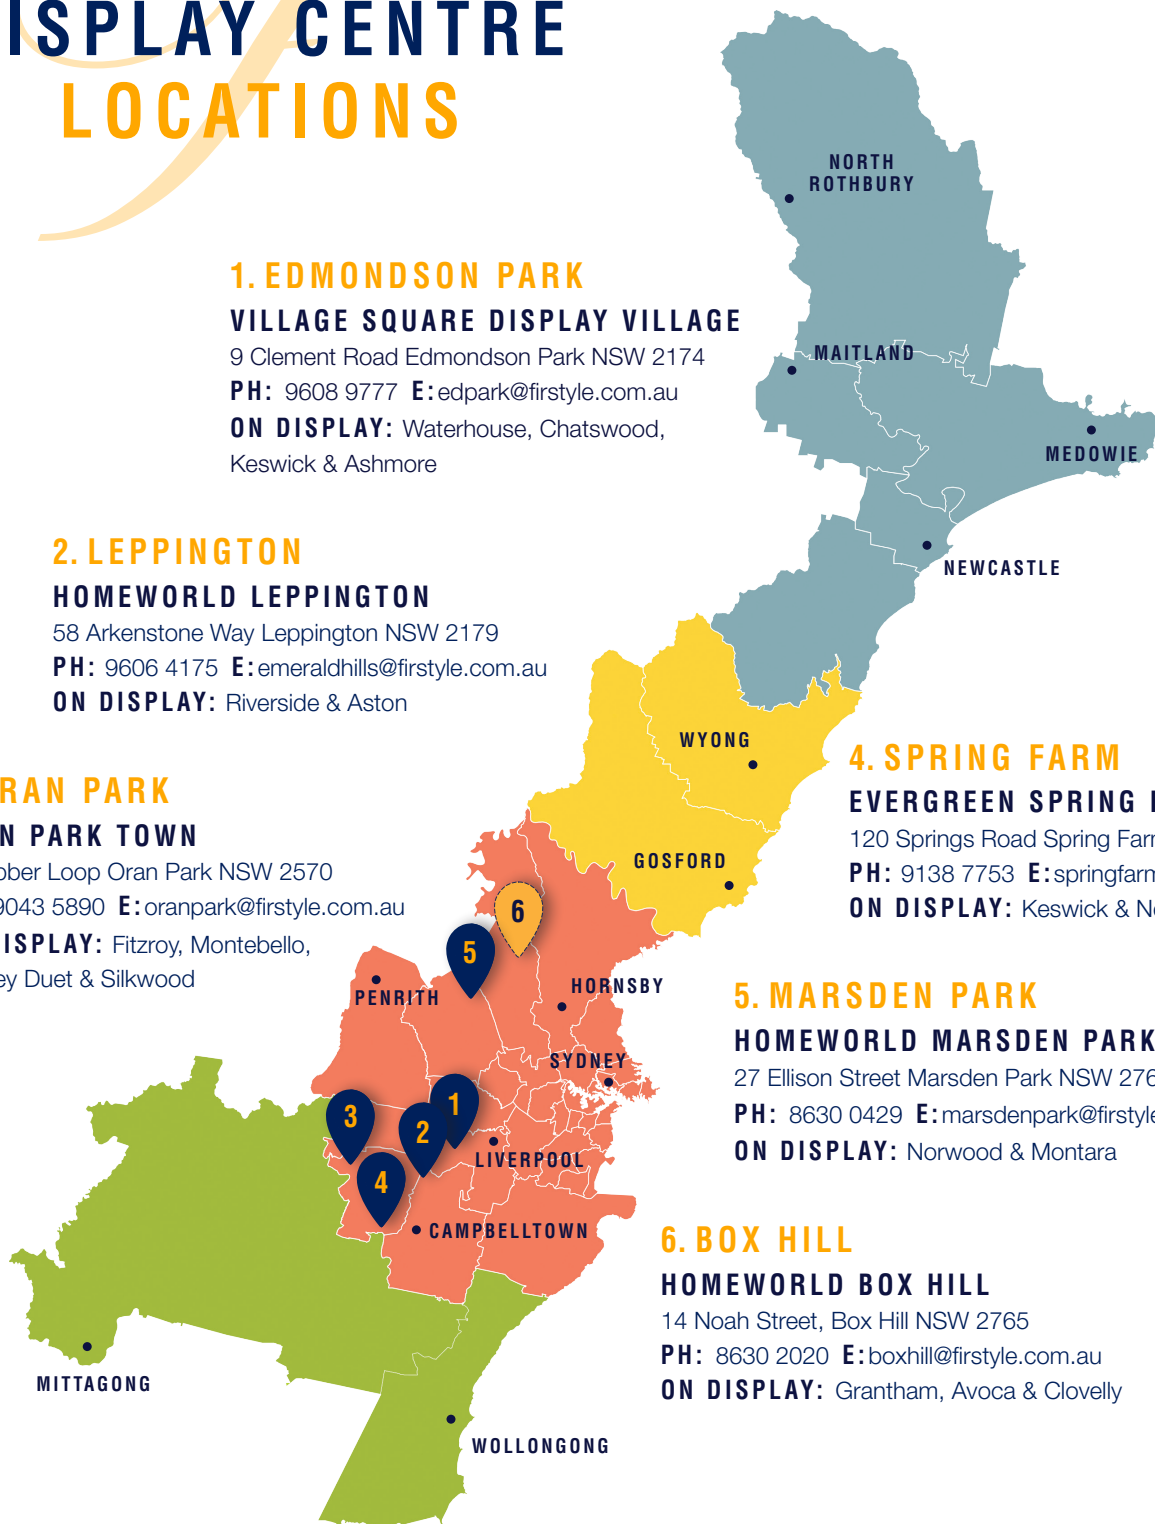 ISPLAY CENTRE
LOCATIONS
1. EDMONDSON PARK
VILLAGE SQUARE DISPLAY VILLAGE
9 Clement Road Edmondson Park NSW 2174
PH: 9608 9777 E: edpark@firstyle.com.au
ON DISPLAY: Waterhouse, Chatswood,
Keswick & Ashmore
2. LEPPINGTON
HOMEWORLD LEPPINGTON
58 Arkenstone Way Leppington NSW 2179
PH: 9606 4175 E: emeraldhills@firstyle.com.au
ON DISPLAY: Riverside & Aston
RAN PARK
N PARK TOWN
ber Loop Oran Park NSW 2570
9043 5890 E: oranpark@firstyle.com.au
ISPLAY: Fitzroy, Montebello,
ey Duet & Silkwood
4. SPRING FARM
EVERGREEN SPRING
120 Springs Road Spring Farm
PH: 9138 7753 E: springfarm
ON DISPLAY: Keswick & No
5. MARSDEN PARK
HOMEWORLD MARSDEN PARK
27 Ellison Street Marsden Park NSW 276
PH: 8630 0429 E: marsdenpark@firstyle
ON DISPLAY: Norwood & Montara
6. BOX HILL
HOMEWORLD BOX HILL
14 Noah Street, Box Hill NSW 2765
PH: 8630 2020 E: boxhill@firstyle.com.au
ON DISPLAY: Grantham, Avoca & Clovelly
NORTH
ROTHBURY
MAITLAND
MEDOWIE
NEWCASTLE
WYONG
GOSFORD
6
5
HORNSBY
PENRITH
SYDNEY
1
3
2
LIVERPOOL
4
CAMPBELLTOWN
MITTAGONG
WOLLONGONG